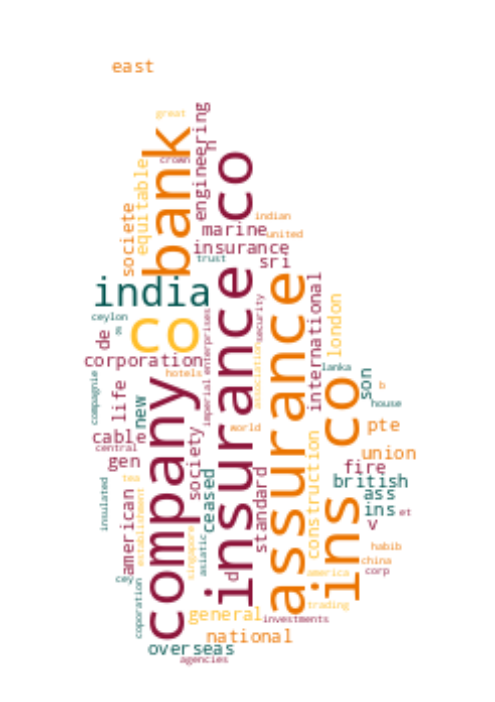 east
great
bank
engineering
crown
co
equitable
societe
indian
marine
united
insurance
trust
sri
india
assurance
international
ceylon
co
security
london
de
enterprises
corporation
lanka
hotels
association
compagnie
life
company
insurance
imperial
son
b
new
house
ins co
pte
world
cable
society
central
construction
union
gen
fire
ceased
standard
british
tea
american
ass
insulated
establishment
ins
et
v
singapore
asiatic
habib
china
d
america
corp
cey
coporation
trading
general
investments
national
overseas
agencies